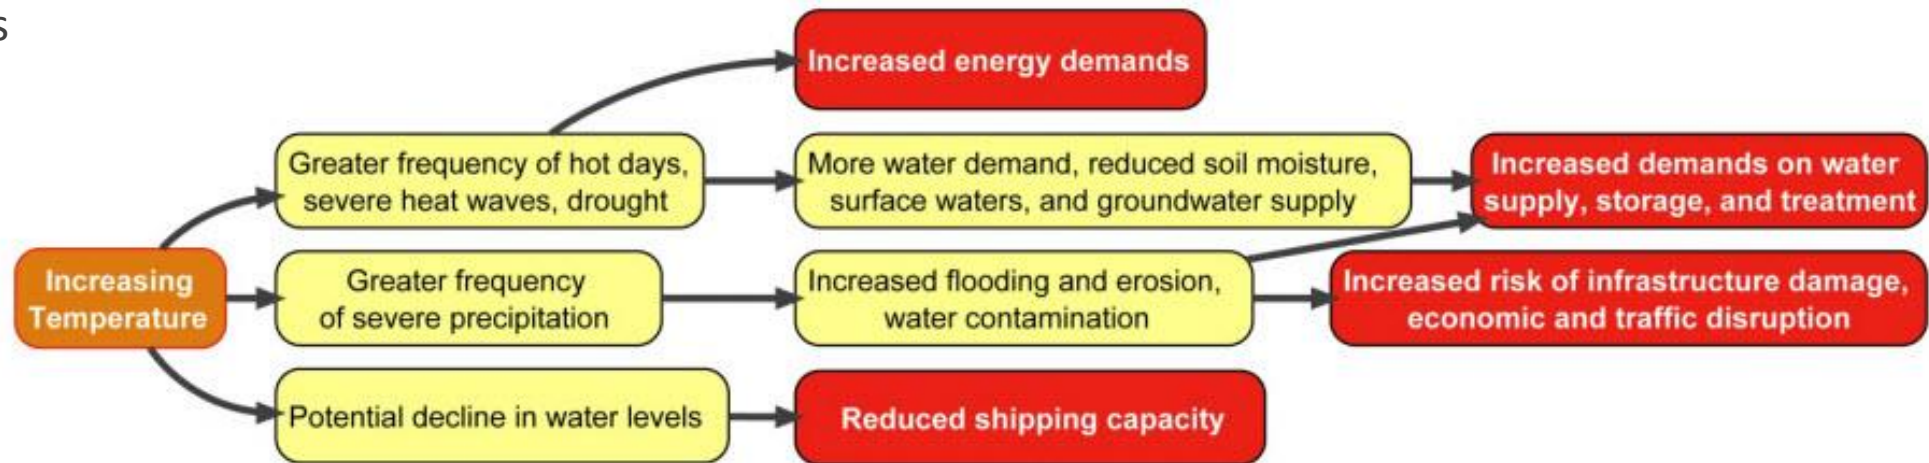 s
Increased energy demands
Greater frequency of hot days,
severe heat waves, drought
More water demand, reduced soil moisture,
surface waters, and groundwater supply
Increased demands on water
supply, storage, and treatment
Increasing
Temperature
Greater frequency
of severe precipitation
Increased flooding and erosion,
water contamination
Increased risk of infrastructure damage,
economic and traffic disruption
Potential decline in water levels
Reduced shipping capacity